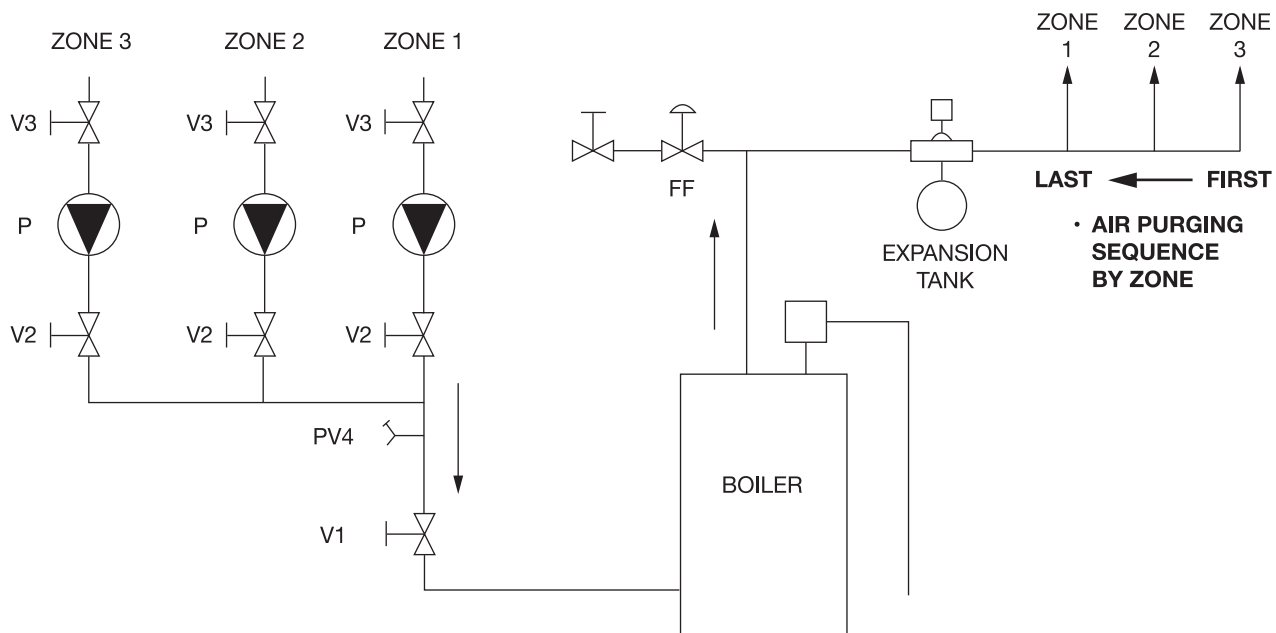 ZONE 3
ZONE 2
ZONE 1
ZONE
1
ZONE
2
ZONE
3
V3
V3
V3
FF
LAST
FIRST
P
P
P
EXPANSION
TANK
· AIR PURGING
SEQUENCE
BY ZONE
V2
V2
V2
PV4
BOILER
V1